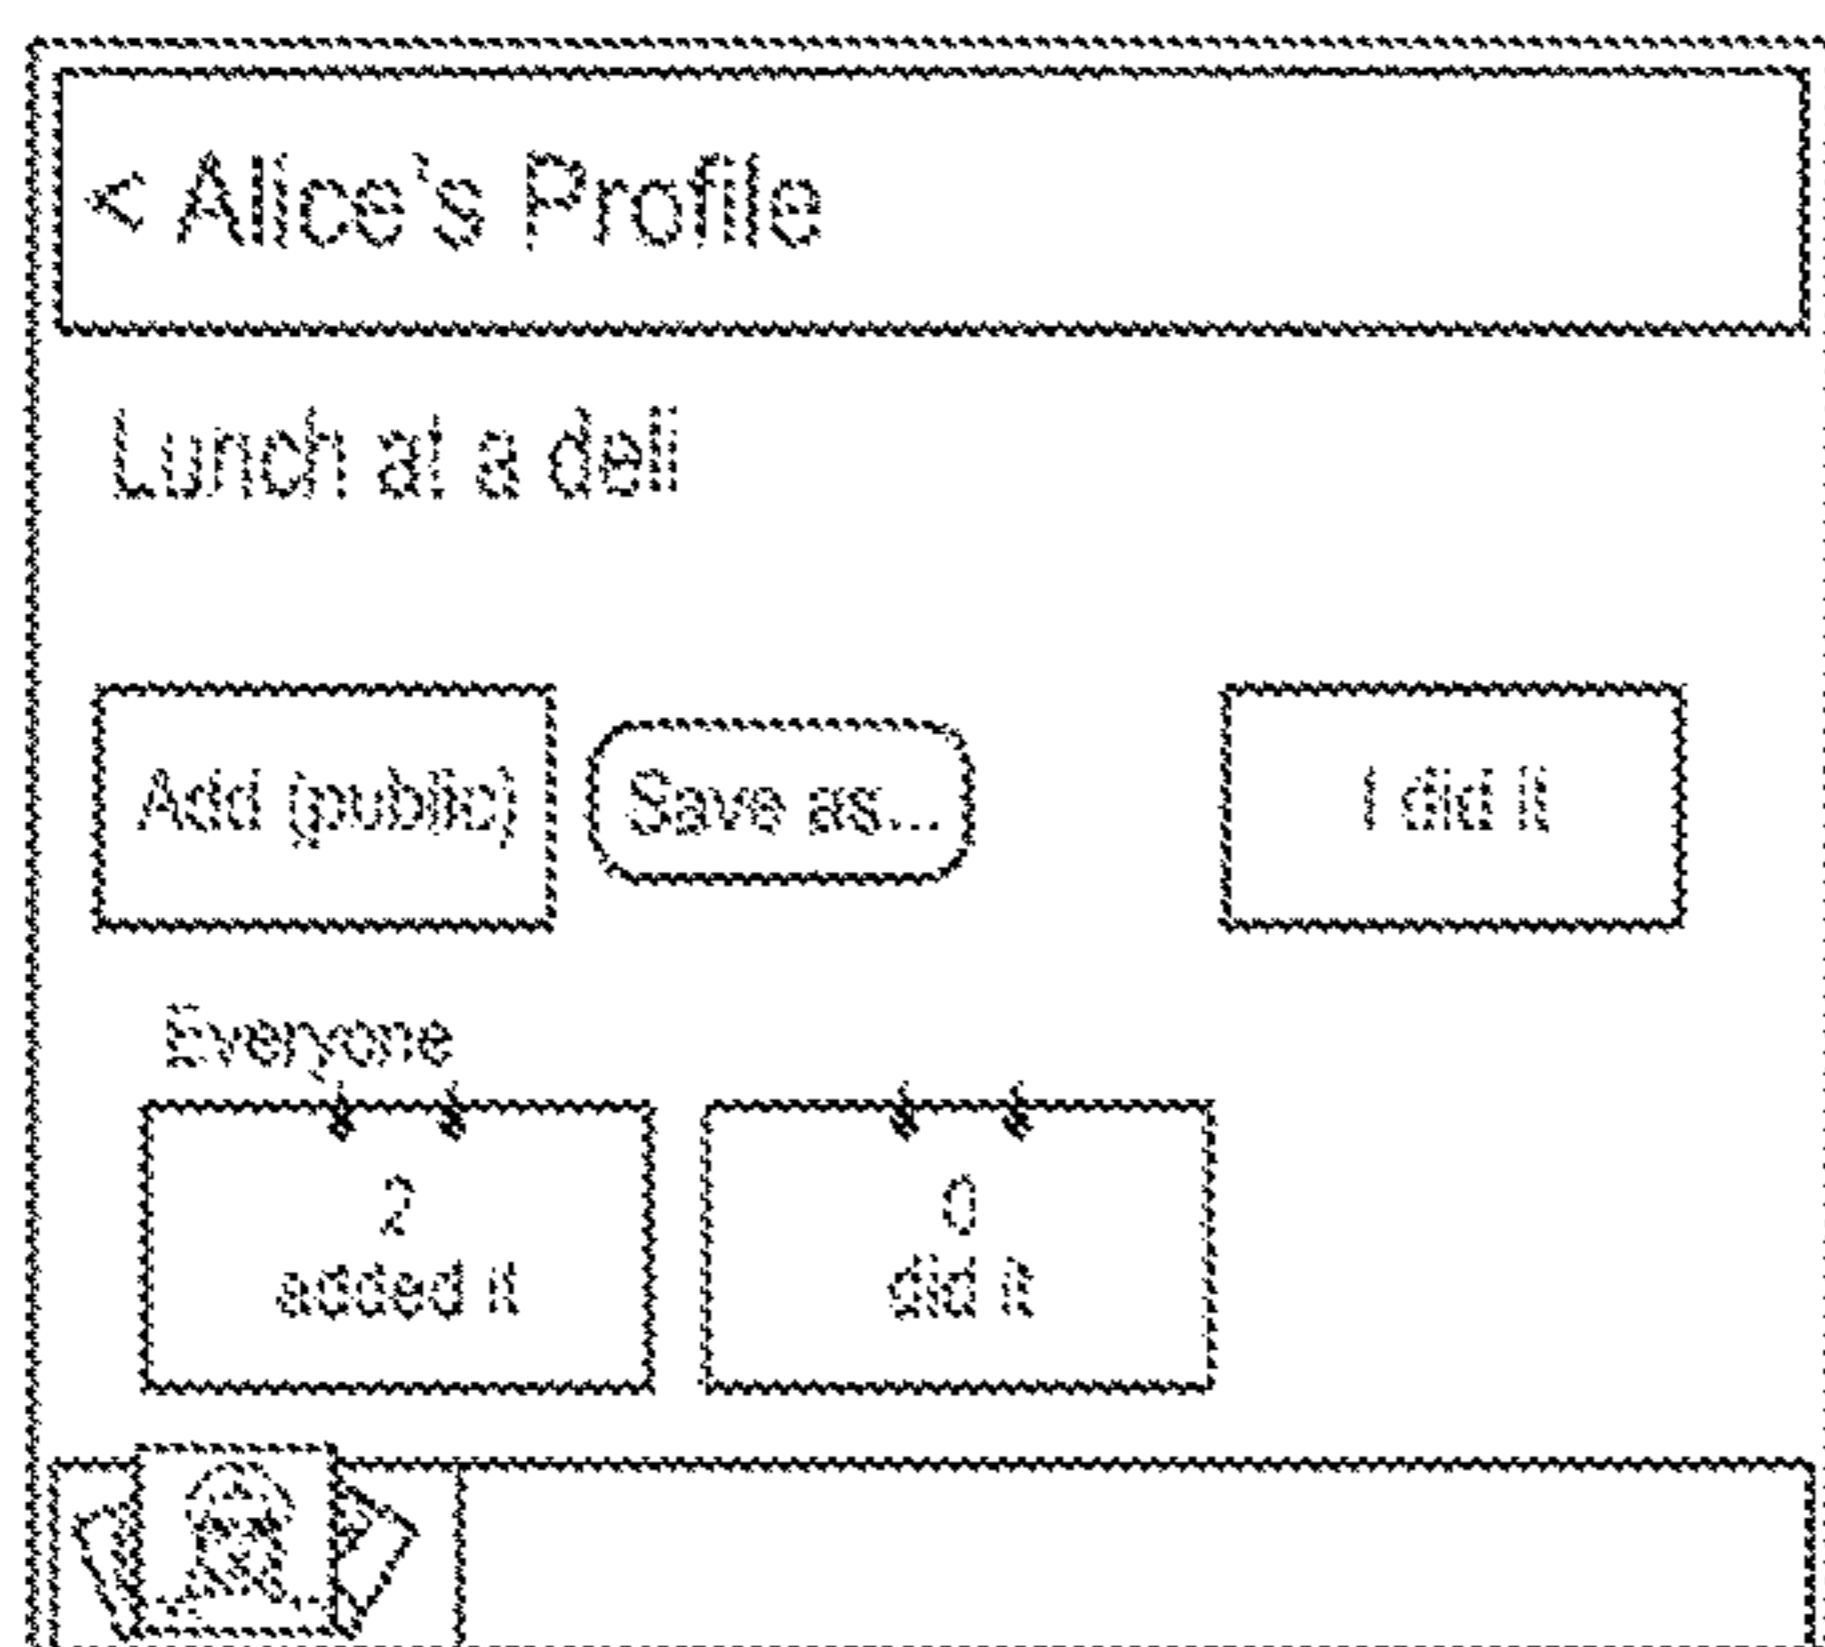 < Alice's Profile
Lunch at a deli
Add (public) Save as... I did it
Everyone
2 0
added it did it